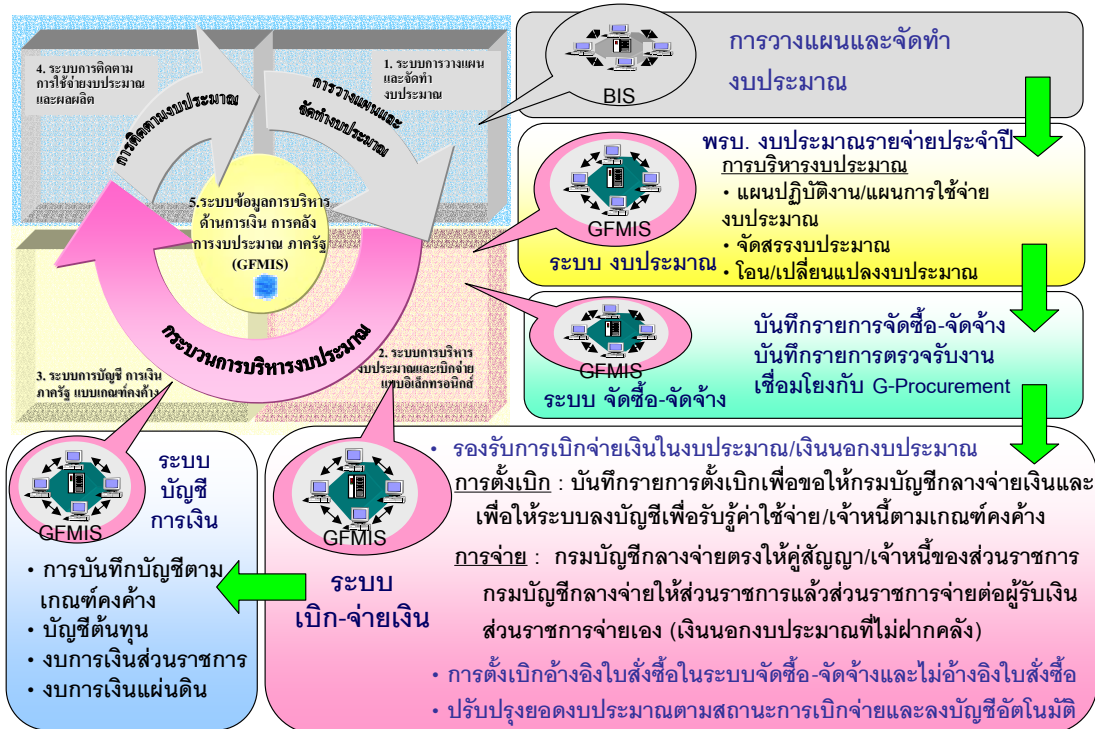 4. ระบบการติดตาม
การใช้จ่ายงบประมาณ
และผลผลิต
1. ระบบการวางแผน
และจัดทำ
งบประมาณ
การติดตามงบประมาณ
การวางแผนและ
จัดทำงบประมาณ
5.ระบบข้อมูลการบริหาร
ด้านการเงิน การคลัง
การงบประมาณ ภาครัฐ
(GFMIS)
กระบวนการบริหารงบประมาณ
3. ระบบการบัญชี การเงิน
ภาครัฐ แบบเกณฑ์คงค้าง
2. ระบบการบริหาร
งบประมาณและเบิกจ่าย
แบบอิเล็กทรอนิกส์
BIS
การวางแผนและจัดทำ
งบประมาณ
GFMIS
ระบบ งบประมาณ
พรบ. งบประมาณรายจ่ายประจำปี
การบริหารงบประมาณ
• แผนปฏิบัติงาน/แผนการใช้จ่าย
งบประมาณ
• จัดสรรงบประมาณ
• โอน/เปลี่ยนแปลงงบประมาณ
GFMIS
ระบบ จัดซื้อ-จัดจ้าง
บันทึกรายการจัดซื้อ-จัดจ้าง
บันทึกรายการตรวจรับงาน
เชื่อมโยงกับ G-Procurement
GFMIS
ระบบ
เบิก-จ่ายเงิน
• รองรับการเบิกจ่ายเงินในงบประมาณ/เงินนอกงบประมาณ
การตั้งเบิก : บันทึกรายการตั้งเบิกเพื่อขอให้กรมบัญชีกลางจ่ายเงินและ
เพื่อให้ระบบลงบัญชีเพื่อรับรู้ค่าใช้จ่าย/เจ้าหนี้ตามเกณฑ์คงค้าง
การจ่าย : กรมบัญชีกลางจ่ายตรงให้คู่สัญญา/เจ้าหนี้ของส่วนราชการ
กรมบัญชีกลางจ่ายให้ส่วนราชการแล้วส่วนราชการจ่ายต่อผู้รับเงิน
ส่วนราชการจ่ายเอง (เงินนอกงบประมาณที่ไม่ฝากคลัง)
• การตั้งเบิกอ้างอิงใบสั่งซื้อในระบบจัดซื้อ-จัดจ้างและไม่อ้างอิงใบสั่งซื้อ
• ปรับปรุงยอดงบประมาณตามสถานะการเบิกจ่ายและลงบัญชีอัตโนมัติ
GFMIS
ระบบ
บัญชี
การเงิน
• การบันทึกบัญชีตาม
เกณฑ์คงค้าง
• บัญชีต้นทุน
• งบการเงินส่วนราชการ
• งบการเงินแผ่นดิน